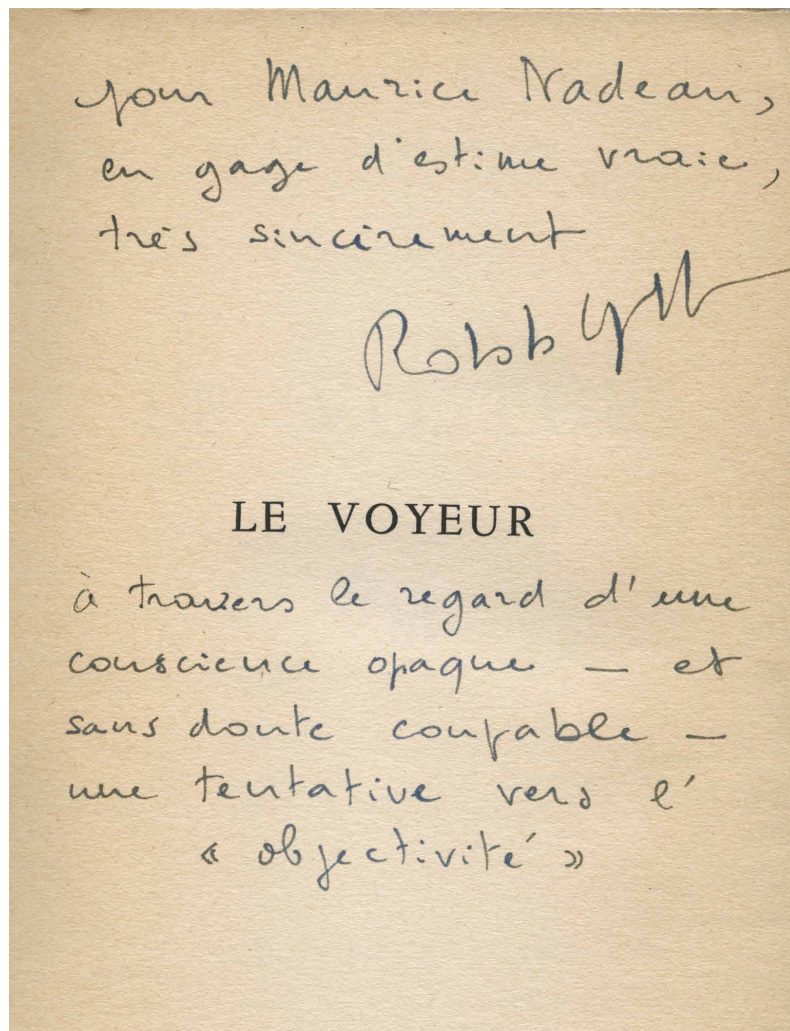 pour Maurice Nadeau,
en gage d'estime vraie,
très sincèrement
Robbe-Grillet
LE VOYEUR
à travers le regard d'une
conscience opaque — et
sans doute coupable —
une tentative vers l'
« objectivité »